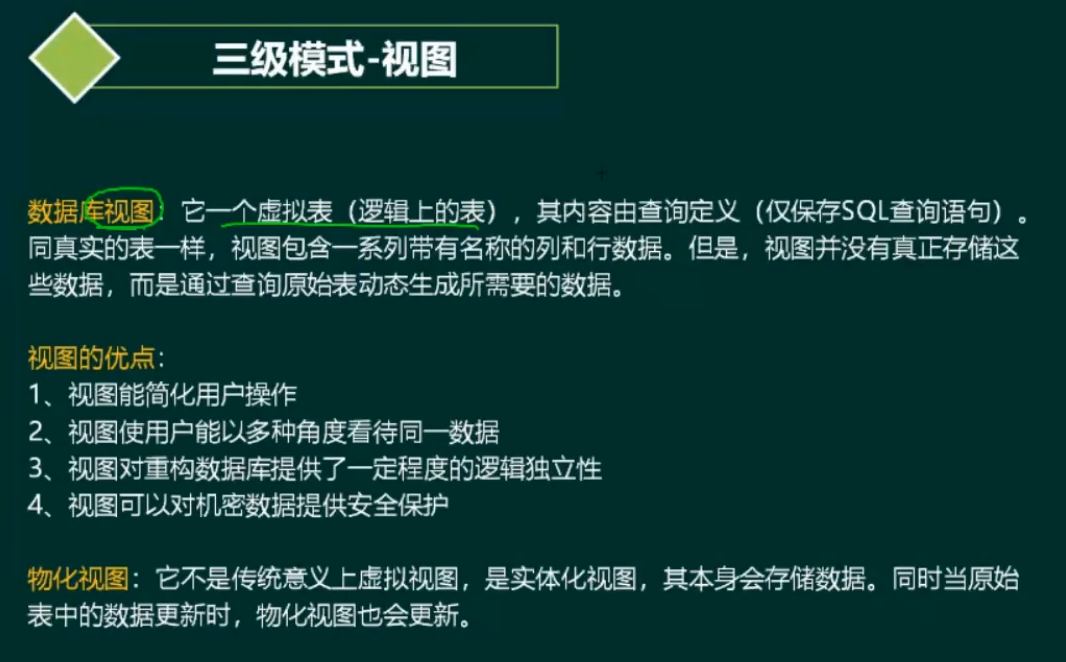 三级模式-视图
数据库视图：它一个虚拟表（逻辑上的表），其内容由查询定义（仅保存SQL查询语句）。
同真实的表一样，视图包含一系列带有名称的列和行数据。但是，视图并没有真正存储这
些数据，而是通过查询原始表动态生成所需要的数据。
视图的优点：
1、视图能简化用户操作
2、视图使用户能以多种角度看待同一数据
3、视图对重构数据库提供了一定程度的逻辑独立性
4、视图可以对机密数据提供安全保护
物化视图：它不是传统意义上虚拟视图，是实体化视图，其本身会存储数据。同时当原始
表中的数据更新时，物化视图也会更新。